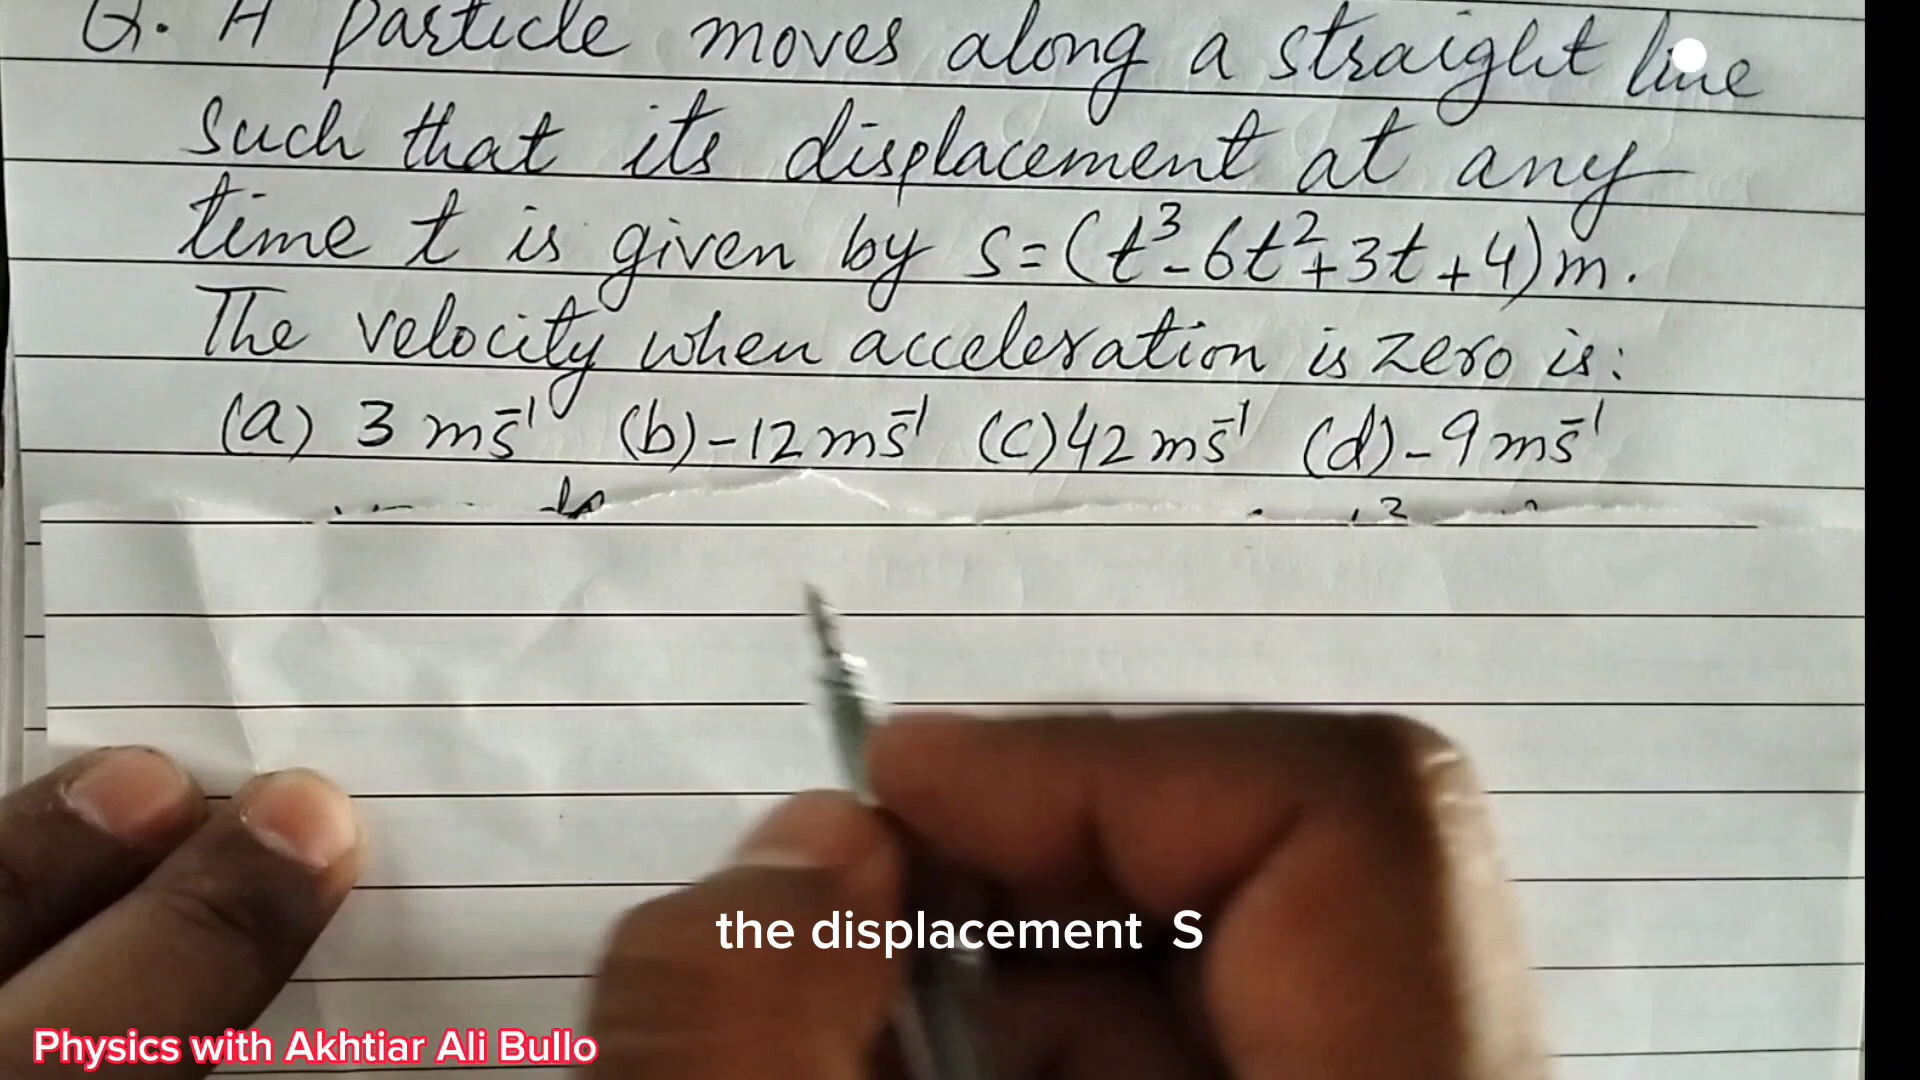 Q. A particle moves along a straight line
such that its displacement at any
time t is given by S=(t³-6t²+3t+4)m.
The velocity when acceleration is zero is:
(a) 3 ms⁻¹ (b) -12 ms⁻¹ (c) 42 ms⁻¹ (d) -9 ms⁻¹
the displacement S
Physics with Akhtiar Ali Bullo